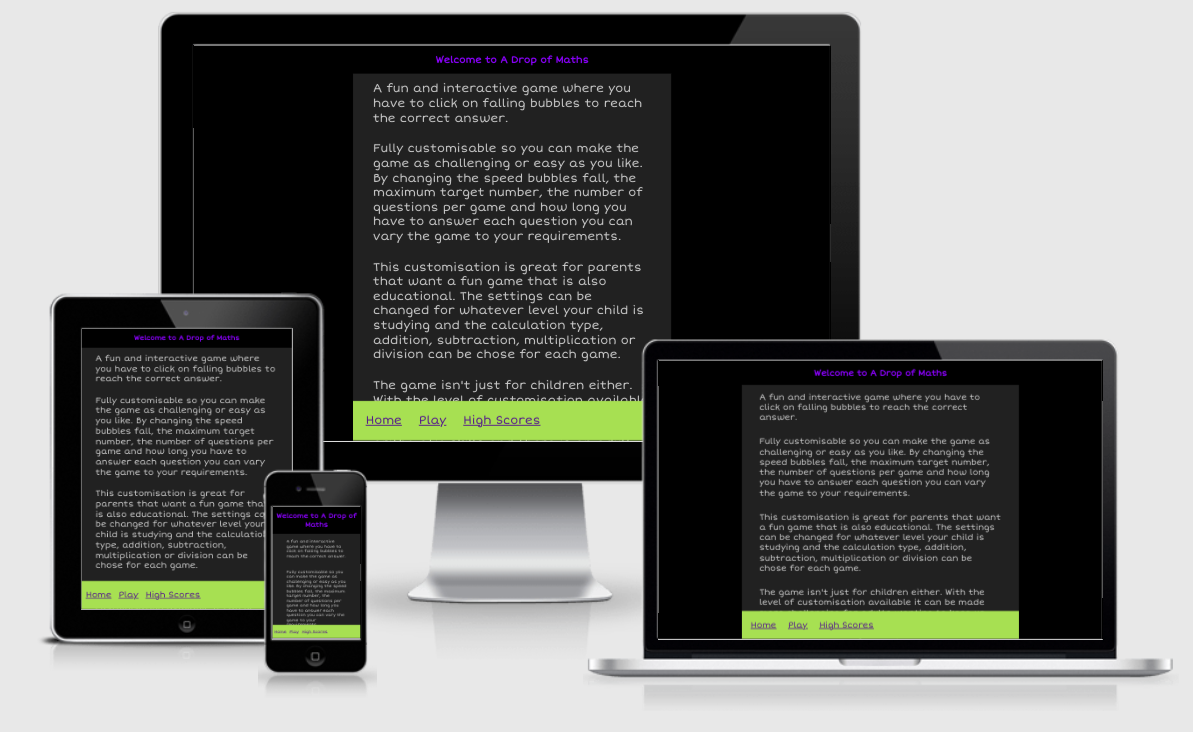 Welcome to A Drop of Maths
A fun and interactive game where you
have to click on falling bubbles to reach
the correct answer.
Fully customisable so you can make the
game as challenging or easy as you like.
By changing the speed bubbles fall, the
maximum target number, the number of
questions per game and how long you
have to answer each question you can
vary the game to your requirements.
This customisation is great for parents
that want a fun game that is also
educational. The settings can be
changed for whatever level your child is
studying and the calculation type,
addition, subtraction, multiplication or
division can be chose for each game.
The game isn't just for children either.
With the level of customisation available
Home Play High Scores
Welcome to A Drop of Maths
A fun and interactive game where
you have to click on falling bubbles to
reach the correct answer.
Fully customisable so you can make
the game as challenging or easy as
you like. By changing the speed
bubbles fall, the maximum target
number, the number of questions per
game and how long you have to
answer each question you can vary
the game to your requirements.
This customisation is great for
parents that want a fun game tha
is also educational. The settings ca
be changed for whatever level your
child is studying and the calculatio
type, addition, subtraction,
multiplication or division can be
chose for each game.
Home Play High Scores
Welcome to A Drop of
Maths
A fun and interactive
game where you have to
click on falling bubbles to
reach the correct answer.
Fully customisable so you
can make the game as
challenging or easy as you
like. By changing the speed
bubbles fall, the maximum
target number, the
number of questions per
game and how long you
have to answer each
question you can vary the
game to your
requirements.
Home Play High Scores
Welcome to A Drop of Maths
A fun and interactive game where you have to
click on falling bubbles to reach the correct
answer.
Fully customisable so you can make the game as
challenging or easy as you like. By changing the
speed bubbles fall, the maximum target number,
the number of questions per game and how long
you have to answer each question you can vary
the game to your requirements.
This customisation is great for parents that want
a fun game that is also educational. The settings
can be changed for whatever level your child is
studying and the calculation type, addition,
subtraction, multiplication or division can be
chose for each game.
The game isn't just for children either. With the
level of customisation available it can be made
Home Play High Scores